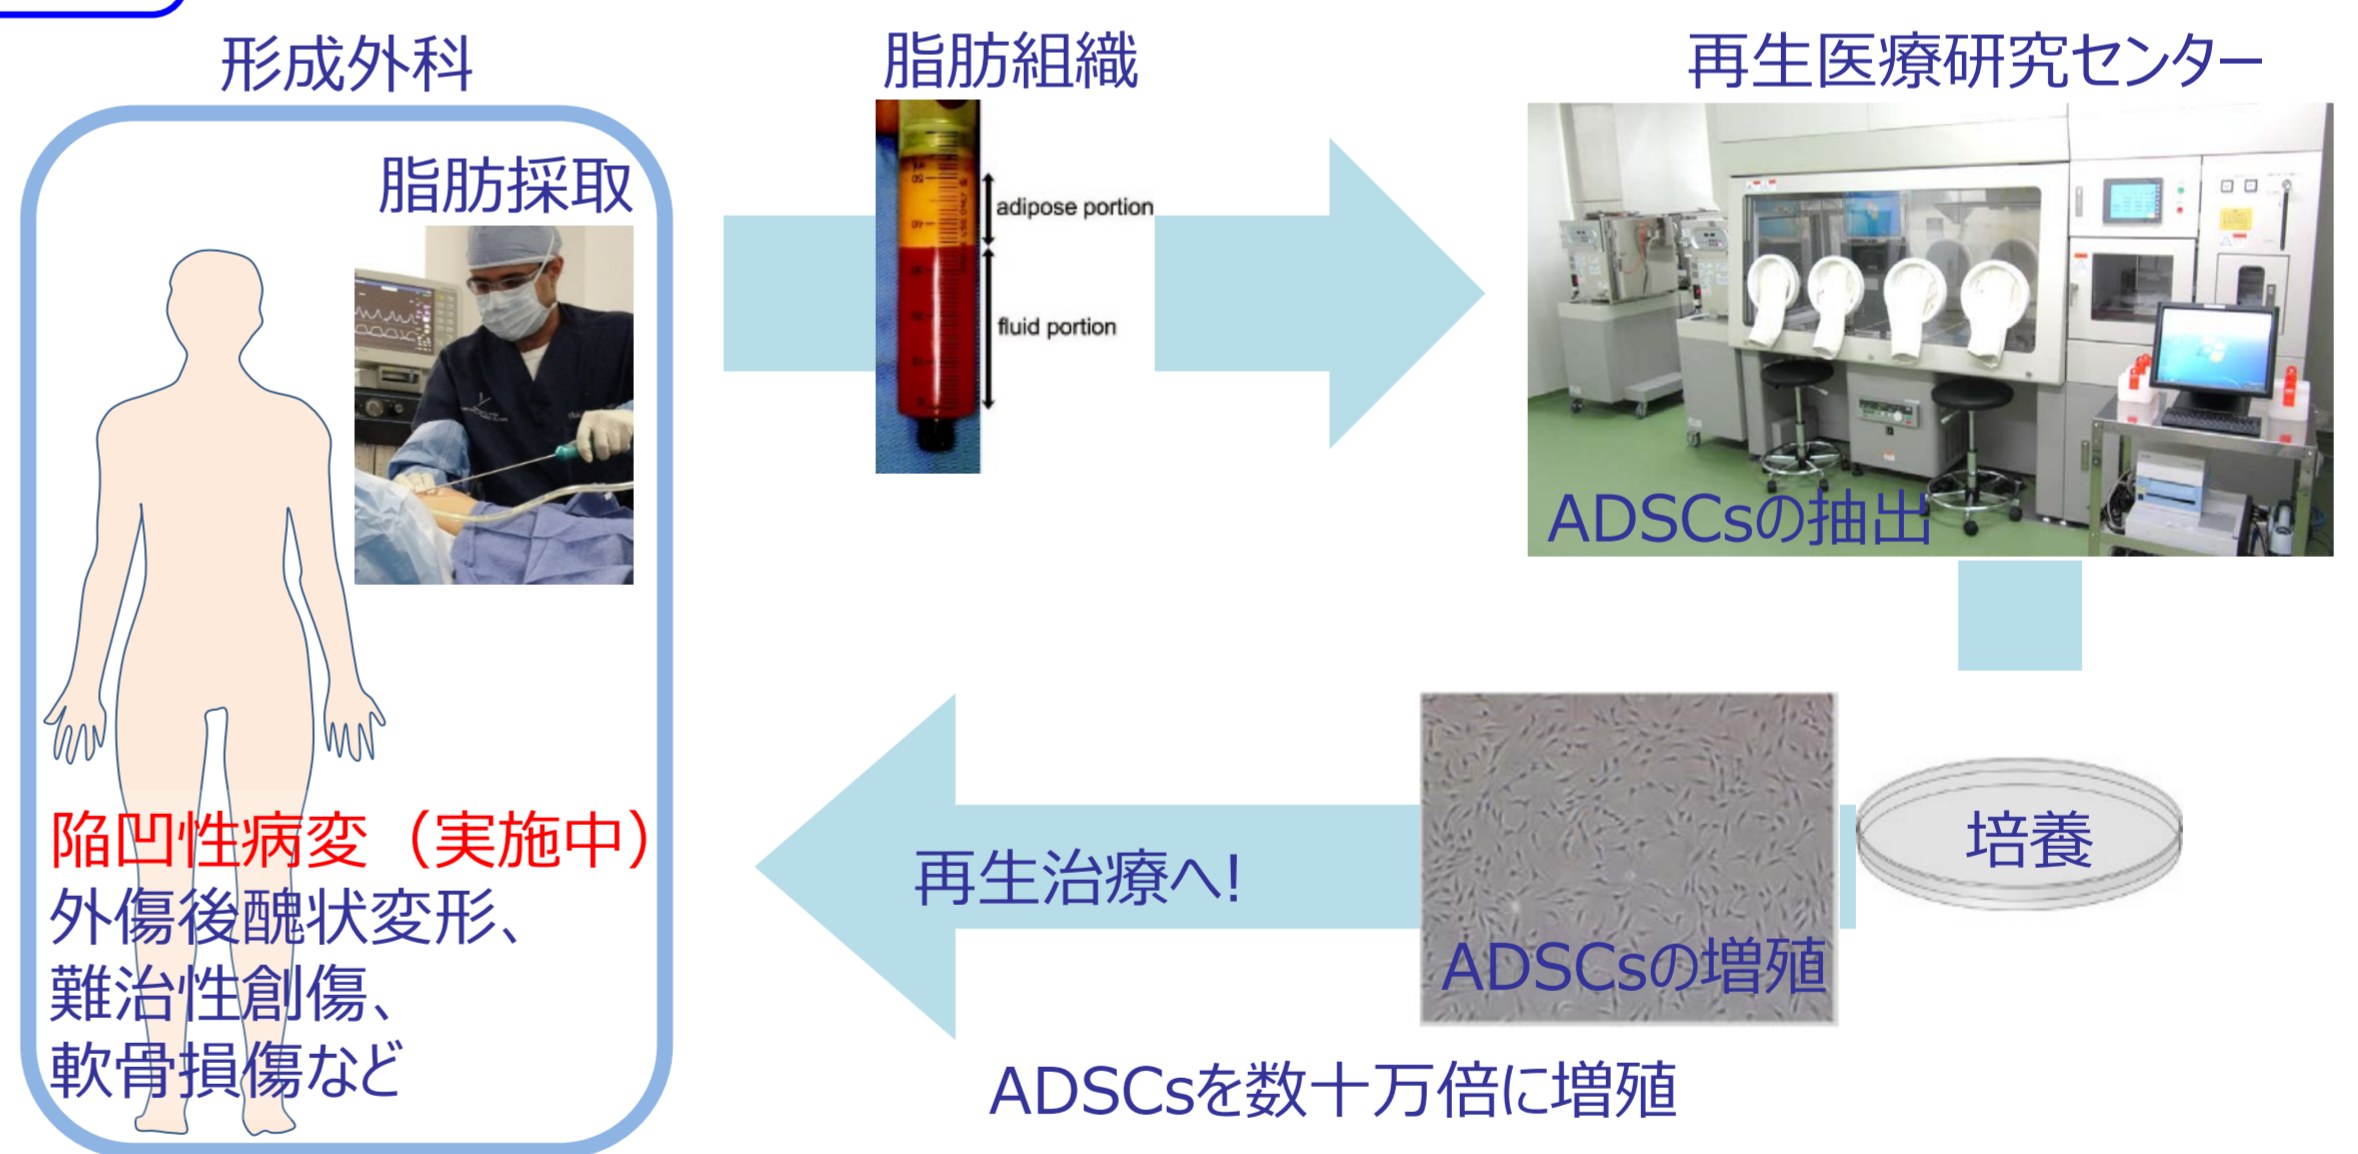 形成外科
脂肪採取
脂肪組織
adipose portion
fluid portion
再生医療研究センター
ADSCsの抽出
培養
ADSCsの増殖
再生治療へ!
ADSCsを数十万倍に増殖
陥凹性病変（実施中）
外傷後醜状変形、
難治性創傷、
軟骨損傷など